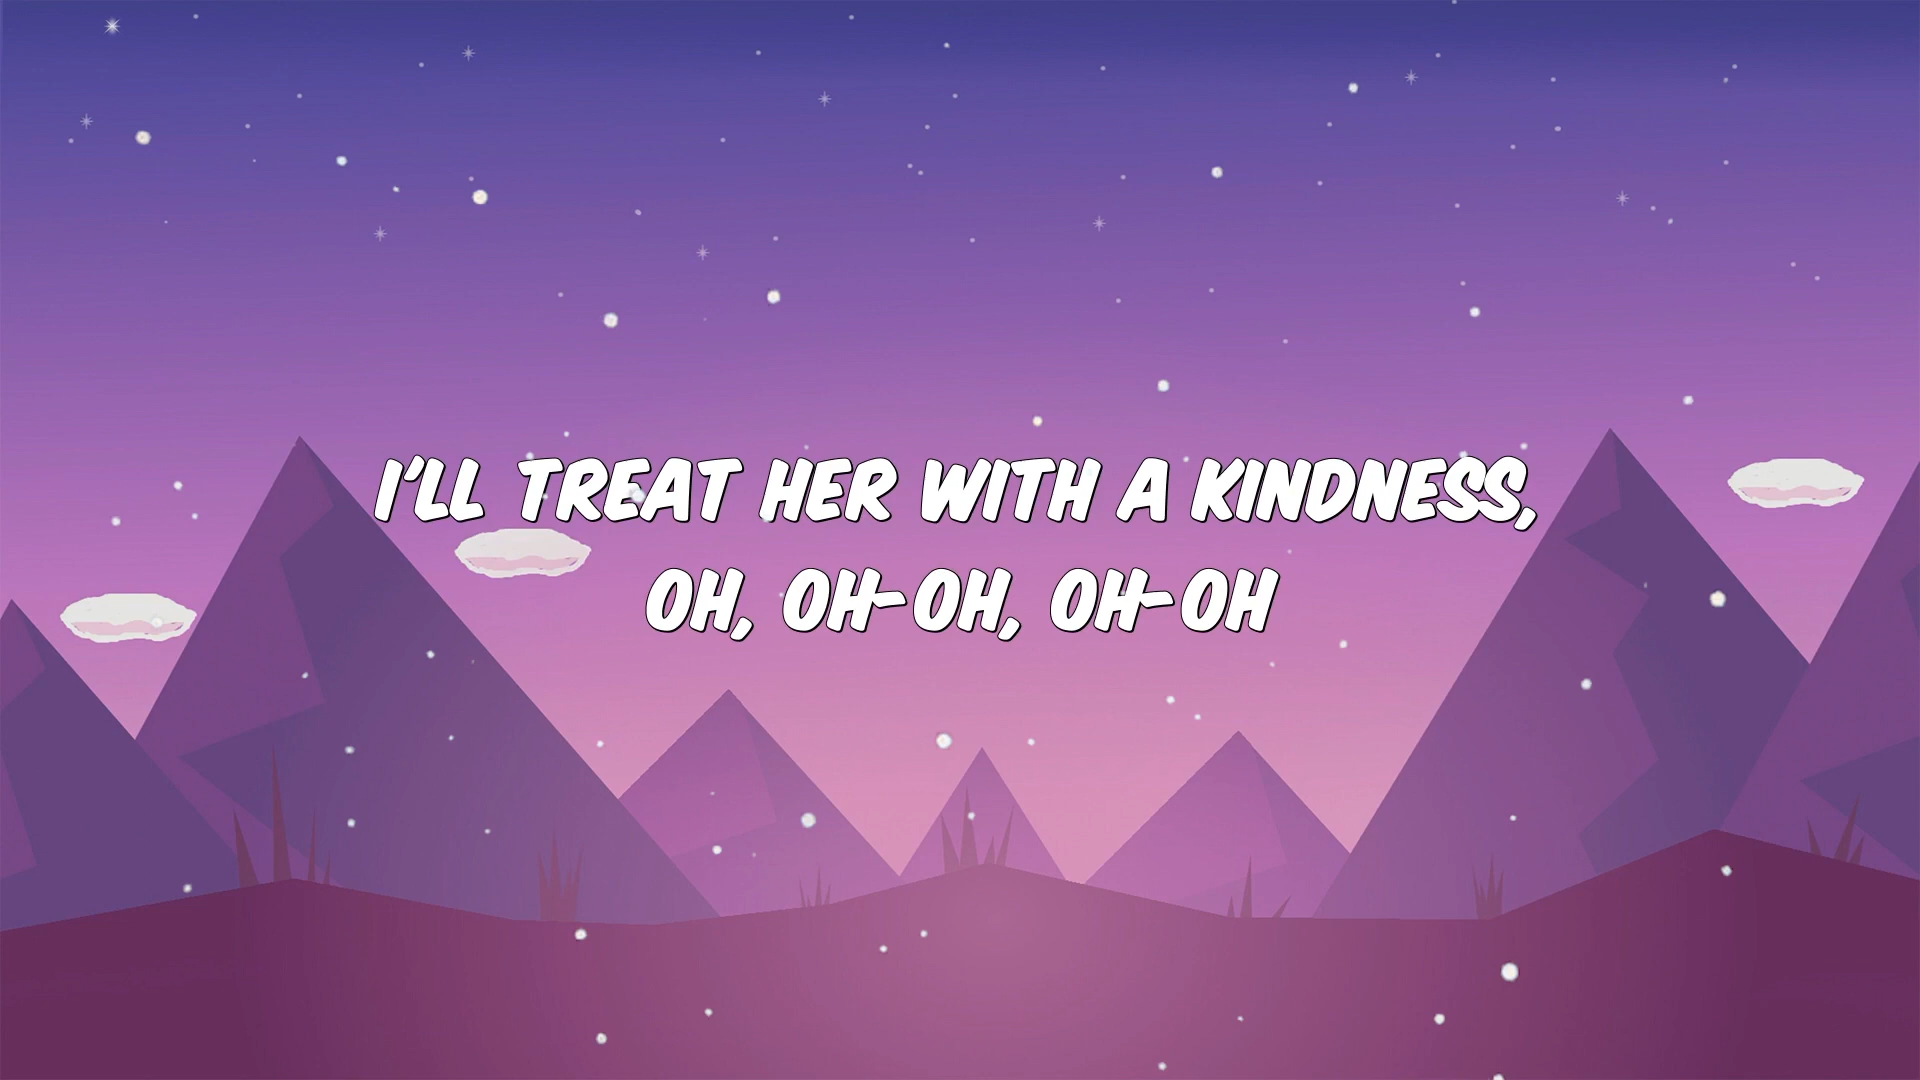 I'LL TREAT HER WITH A KINDNESS,
OH, OH-OH, OH-OH